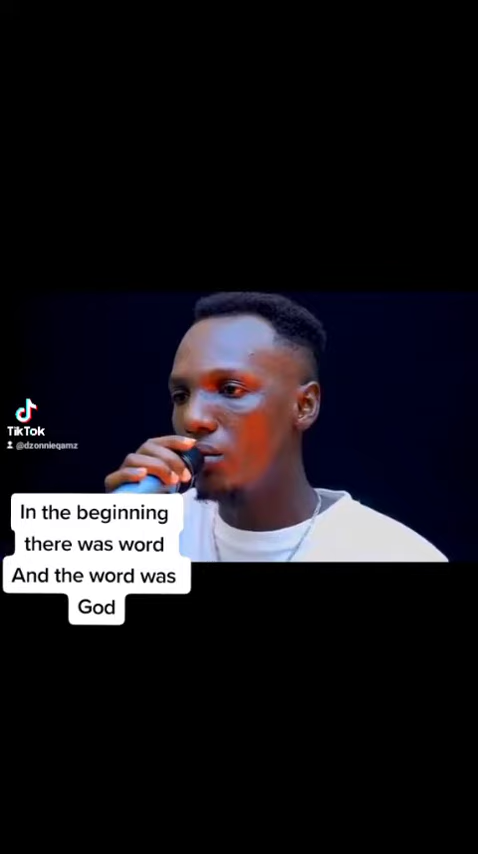 TikTok
@dzonnieqamz
In the beginning
there was word
And the word was
God